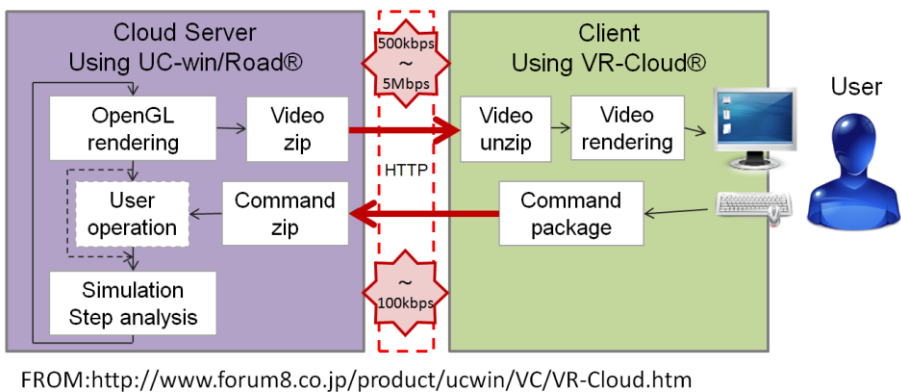 Cloud Server
Using UC-win/Road®
500kbps
~
5Mbps
Client
Using VR-Cloud®
User
OpenGL
rendering
Video
zip
Video
unzip
Video
rendering
HTTP
User
operation
Command
zip
Command
package
Simulation
Step analysis
~
100kbps
FROM:http://www.forum8.co.jp/product/ucwin/VC/VR-Cloud.htm